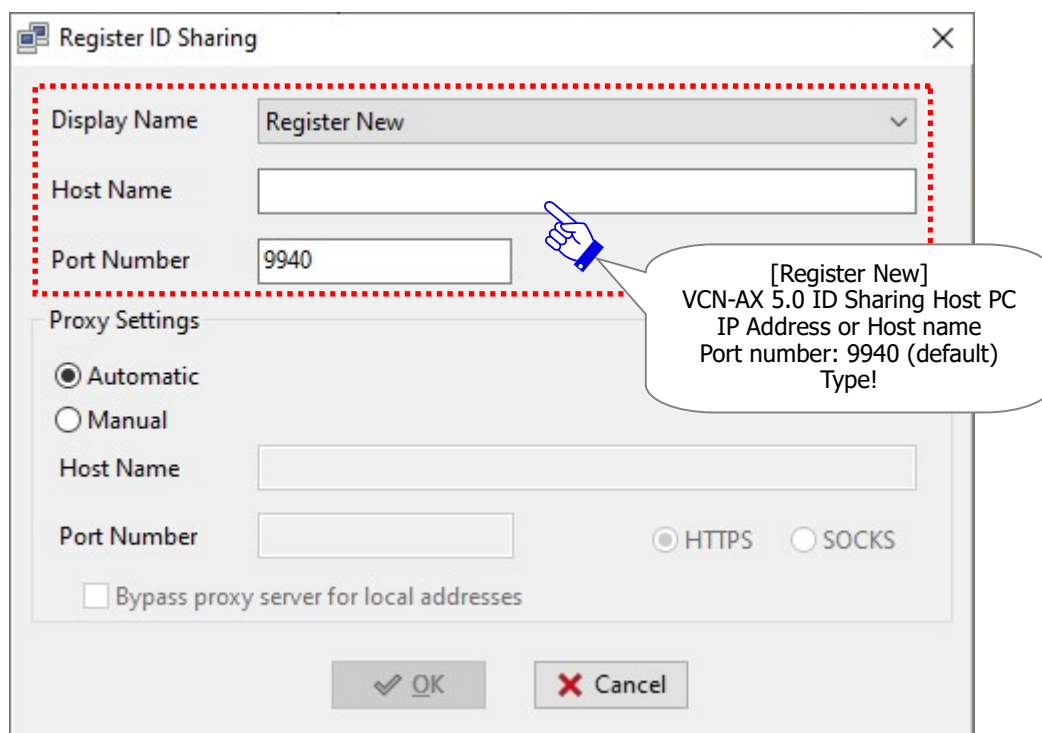 Register ID Sharing
Display Name
Register New
Host Name
Port Number
9940
[Register New]
VCN-AX 5.0 ID Sharing Host PC
IP Address or Host name
Port number: 9940 (default)
Type!
Proxy Settings
Automatic
Manual
Host Name
Port Number
HTTPS
SOCKS
Bypass proxy server for local addresses
OK
Cancel